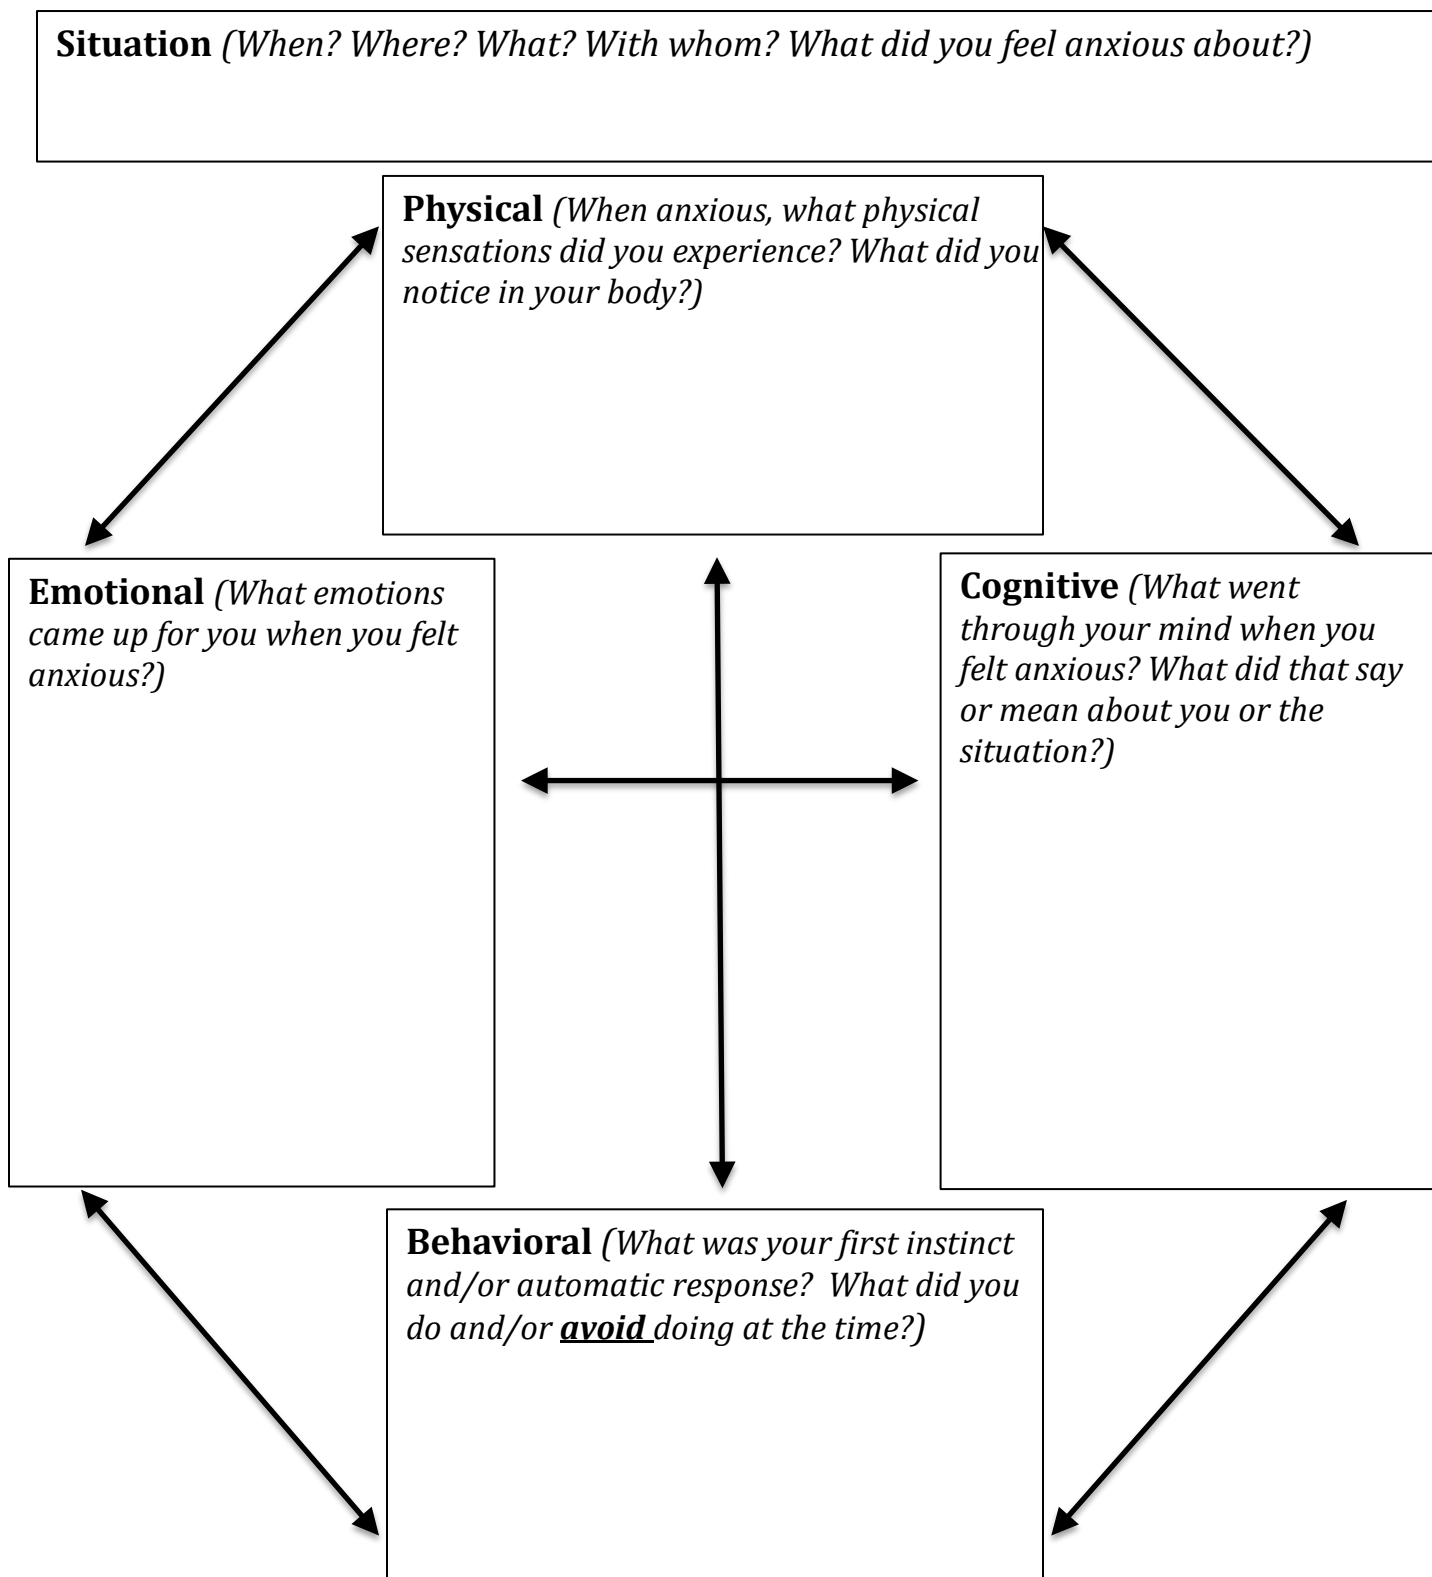 Situation (When? Where? What? With whom? What did you feel anxious about?)
Physical (When anxious, what physical
sensations did you experience? What did you
notice in your body?)
Emotional (What emotions
came up for you when you felt
anxious?)
Cognitive (What went
through your mind when you
felt anxious? What did that say
or mean about you or the
situation?)
Behavioral (What was your first instinct
and/or automatic response?  What did you
do and/or avoid doing at the time?)